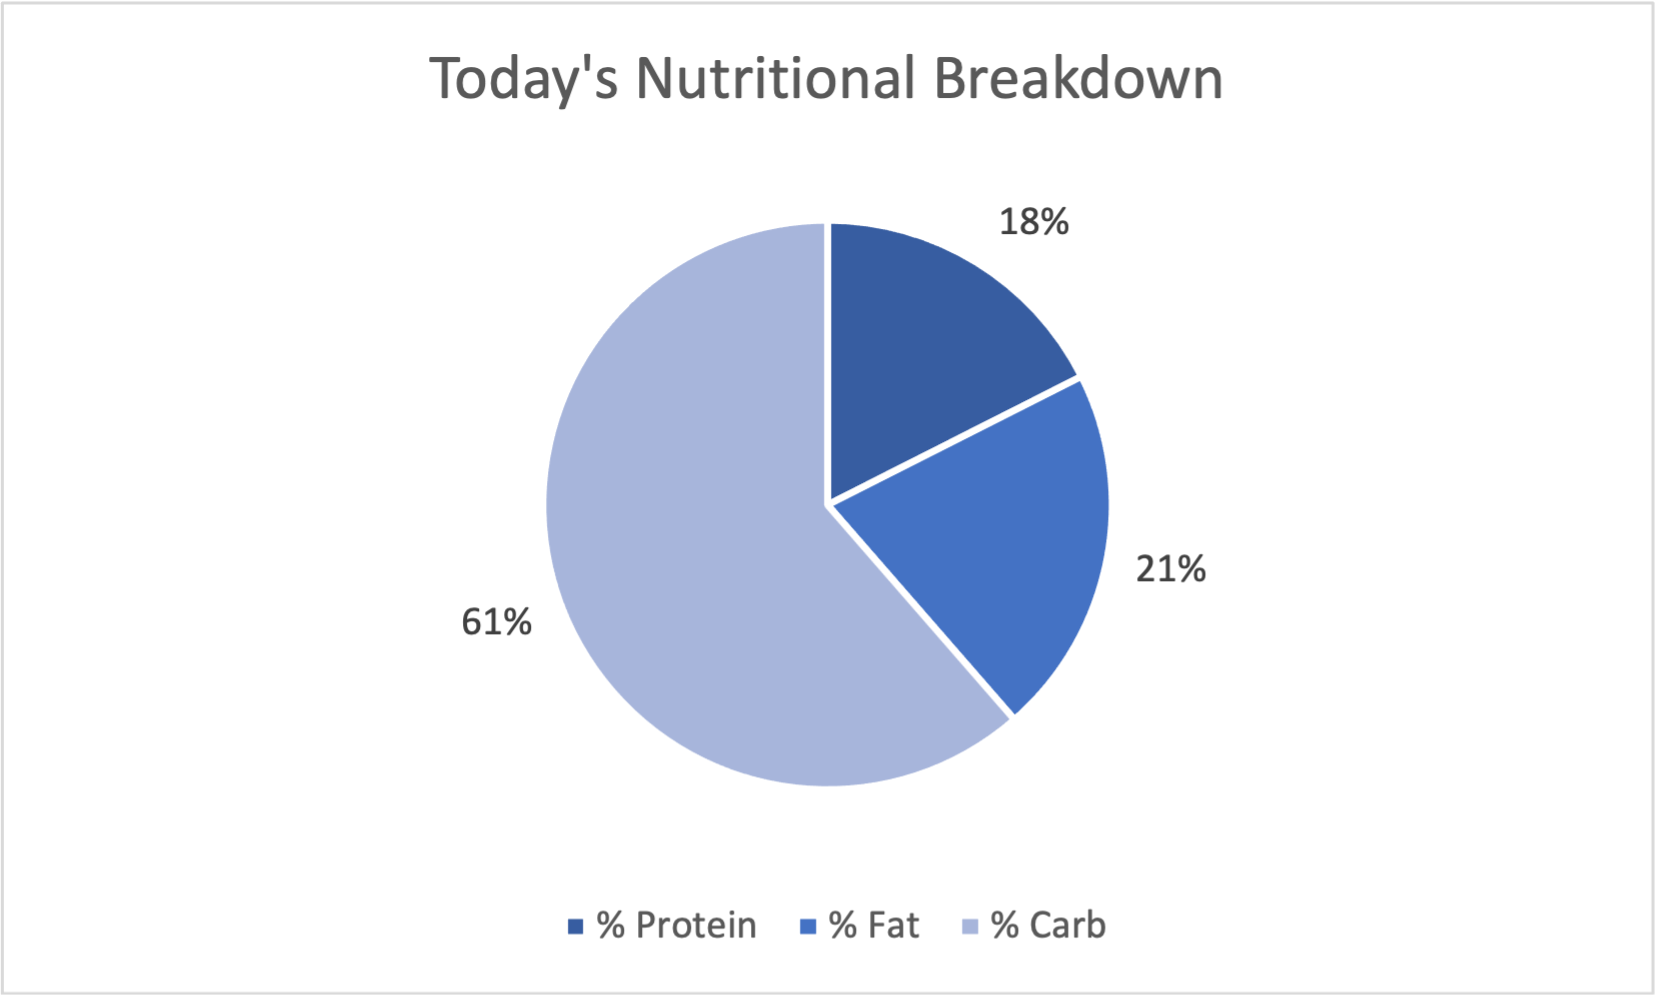 Today's Nutritional Breakdown
18%
21%
61%
% Protein % Fat % Carb